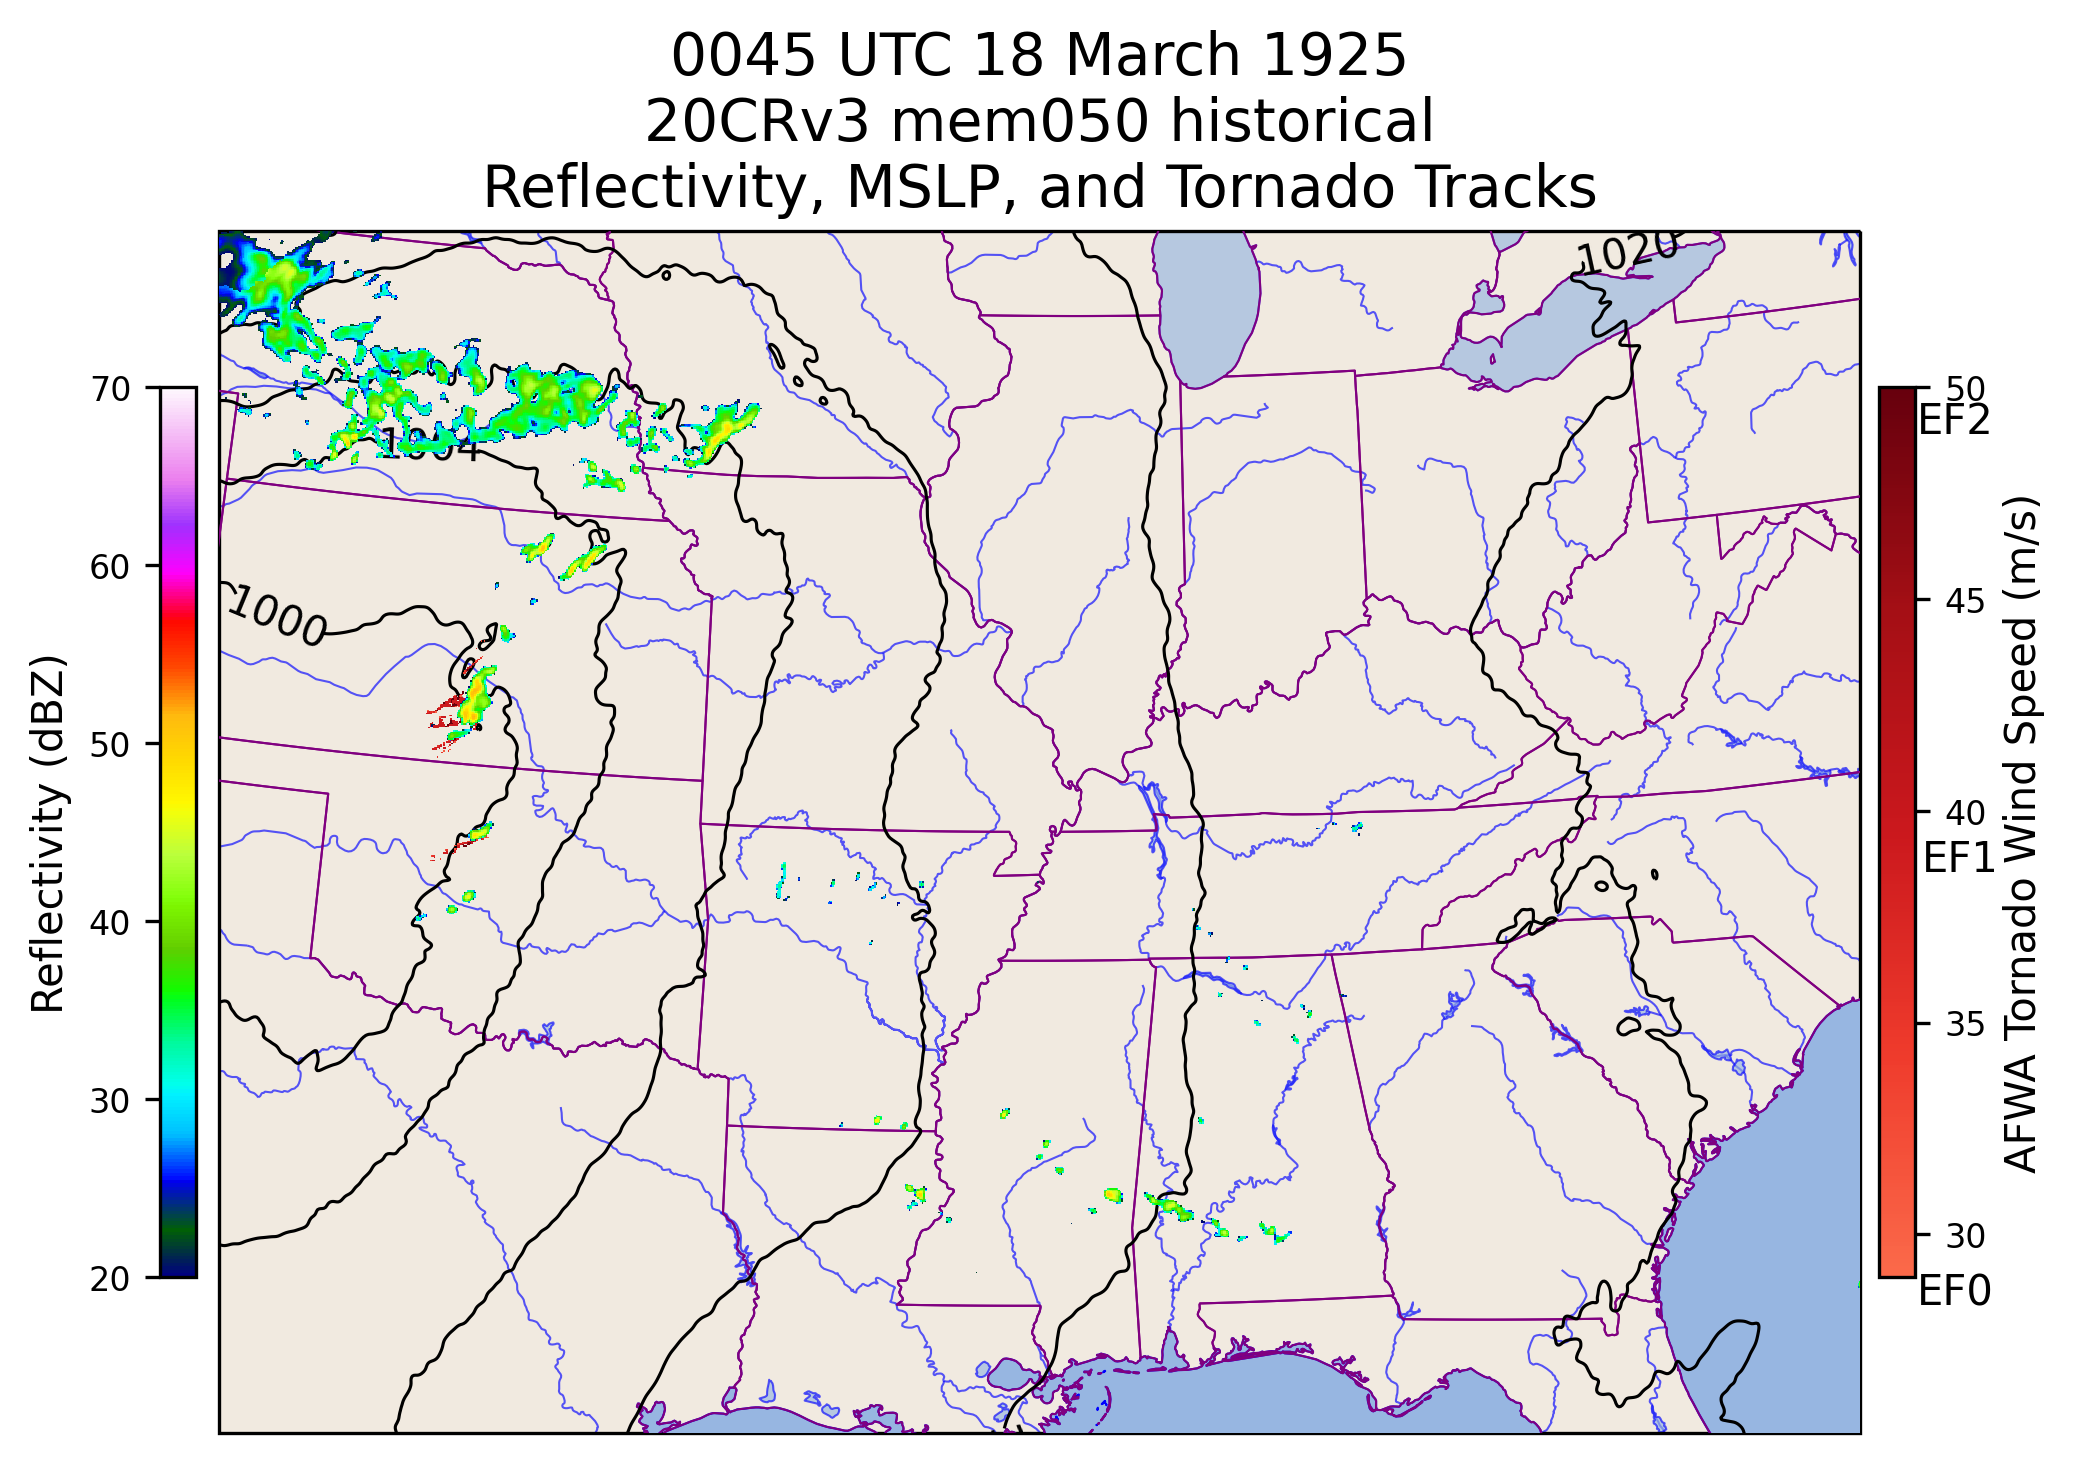 0045 UTC 18 March 1925
20CRv3 mem050 historical
Reflectivity, MSLP, and Tornado Tracks
1020
1004
1000
Reflectivity (dBZ)
70
60
50
40
30
20
50
EF2
45
40
EF1
35
30
EF0
AFWA Tornado Wind Speed (m/s)